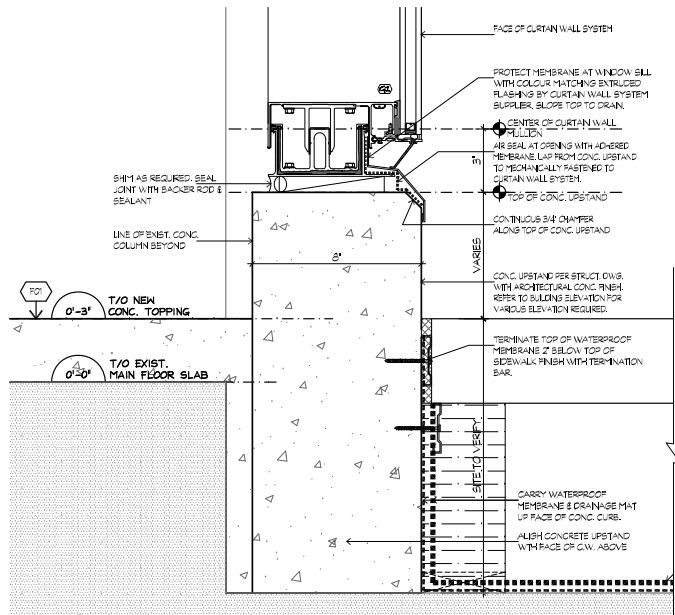 FACE OF CURTAIN WALL SYSTEM
PROTECT MEMBRANE AT WINDOW SILL
WITH COLOUR MATCHING EXTRUDED
FLASHING BY CURTAIN WALL SYSTEM
SUPPLIER. SLOPE TOP TO DRAIN.
CENTER OF CURTAIN WALL
MULLION
AIR SEAL AT OPENING WITH ADHERED
MEMBRANE. LAP FROM CONC. UPSTAND
TO MECHANICALLY FASTENED TO
CURTAIN WALL SYSTEM.
3"
TOP OF CONC. UPSTAND
SHIM AS REQUIRED. SEAL
JOINT WITH BACKER ROD &
SEALANT
CONTINUOUS 3/4" CHAMFER
ALONG TOP OF CONC. UPSTAND
LINE OF EXIST. CONC.
COLUMN BEYOND
8"
VARIES
CONC. UPSTAND PER STRUCT. DWG.
WITH ARCHITECTURAL CONC. FINISH.
REFER TO BUILDING ELEVATION FOR
VARIOUS ELEVATION REQUIRED.
F01
0'-3"
T/O NEW
CONC. TOPPING
TERMINATE TOP OF WATERPROOF
MEMBRANE 2" BELOW TOP OF
SIDEWALK FINISH WITH TERMINATION
BAR.
0'-0"
T/O EXIST.
MAIN FLOOR SLAB
SITE TO VERIFY
CARRY WATERPROOF
MEMBRANE & DRAINAGE MAT
UP FACE OF CONC. CURB.
ALIGN CONCRETE UPSTAND
WITH FACE OF C.W. ABOVE